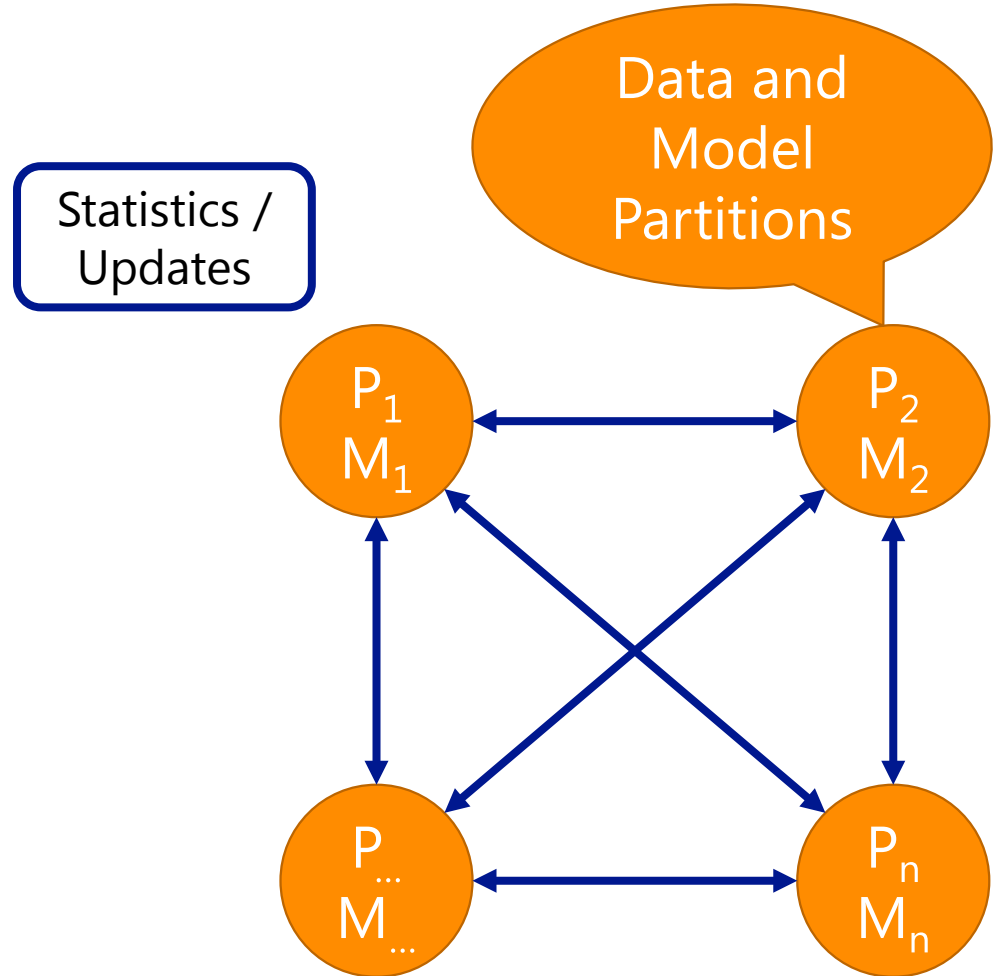 Data and
Model
Partitions
Statistics /
Updates
P₁
M₁
P₂
M₂
P...
M...
Pₙ
Mₙ